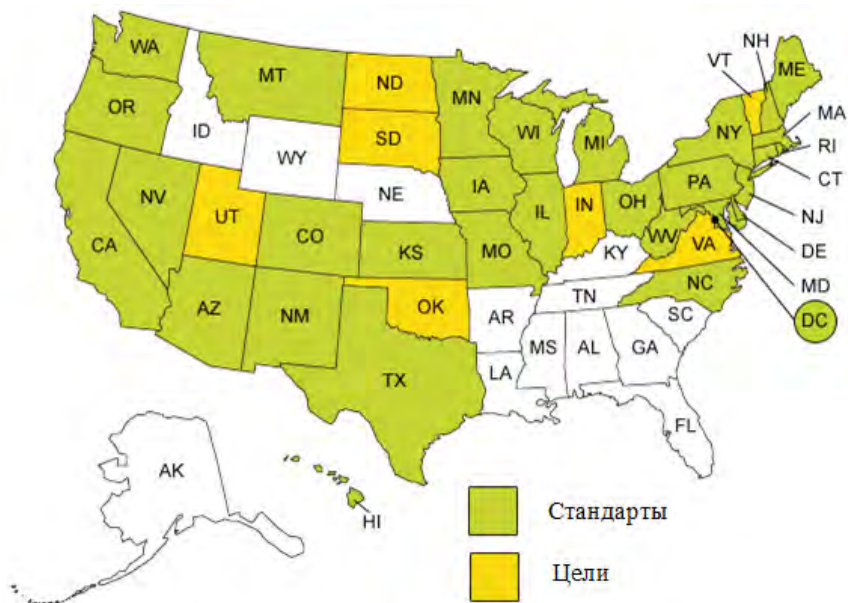 WA
MT
ND
MN
OR
ID
SD
WI
MI
WY
NV
UT
NE
IA
CA
CO
KS
IL
IN
OH
MO
KY
WV
VA
PA
NY
VT
NH
ME
MA
RI
CT
NJ
DE
MD
DC
AZ
NM
OK
AR
TN
NC
SC
TX
LA
MS
AL
GA
FL
AK
HI
Стандарты
Цели